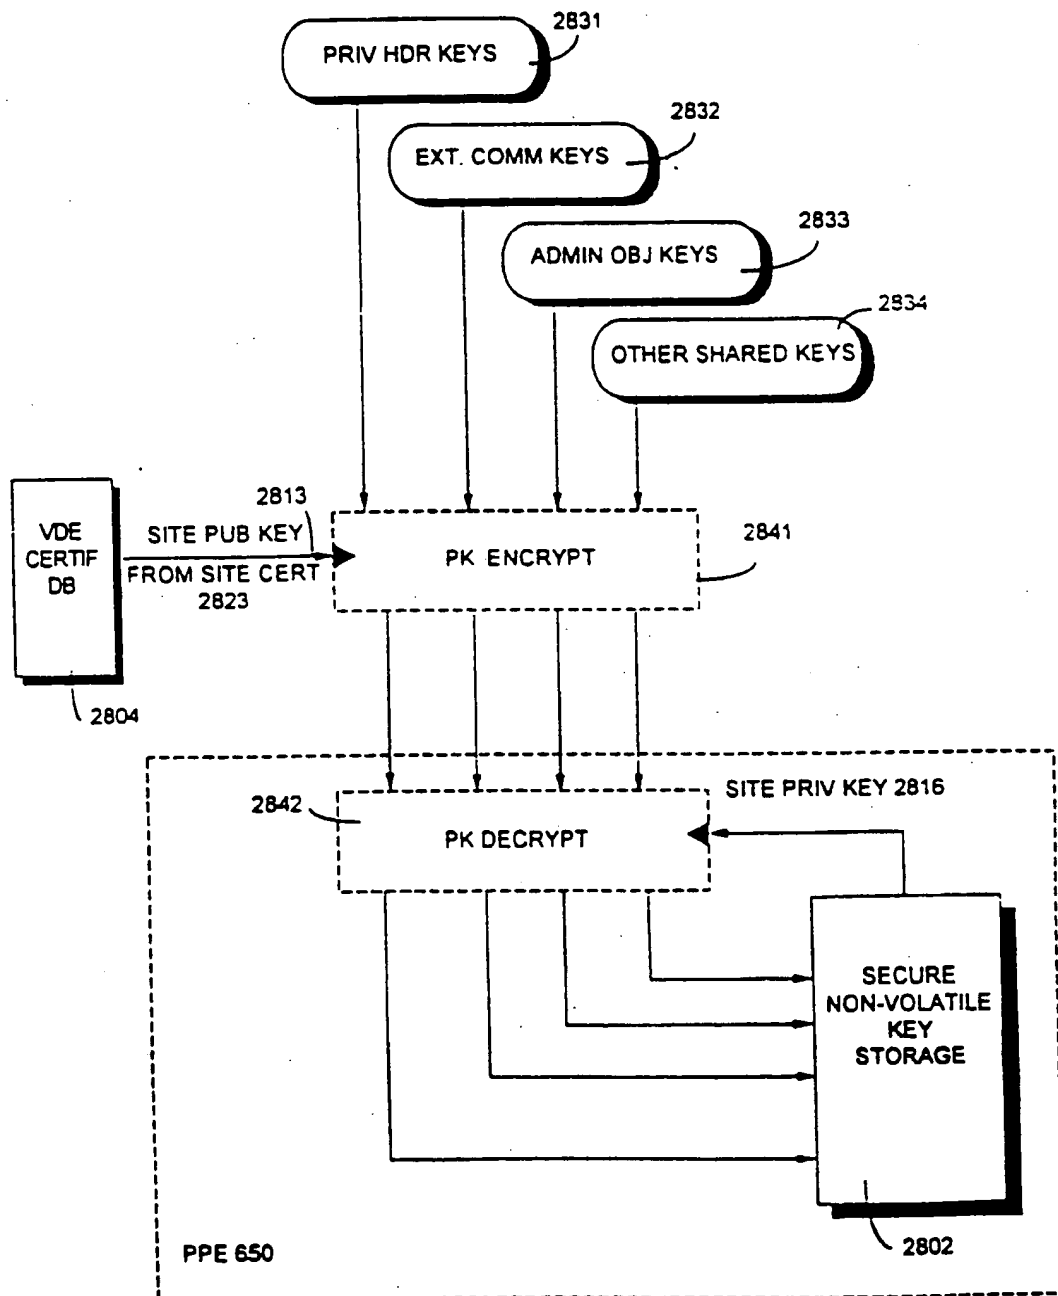 2831
PRIV HDR KEYS
2832
EXT. COMM KEYS
2833
ADMIN OBJ KEYS
2834
OTHER SHARED KEYS
2813
SITE PUB KEY
FROM SITE CERT
2823
VDE
CERTIF
DB
2804
PK ENCRYPT
2841
2842
PK DECRYPT
SITE PRIV KEY 2816
SECURE
NON-VOLATILE
KEY
STORAGE
2802
PPE 650